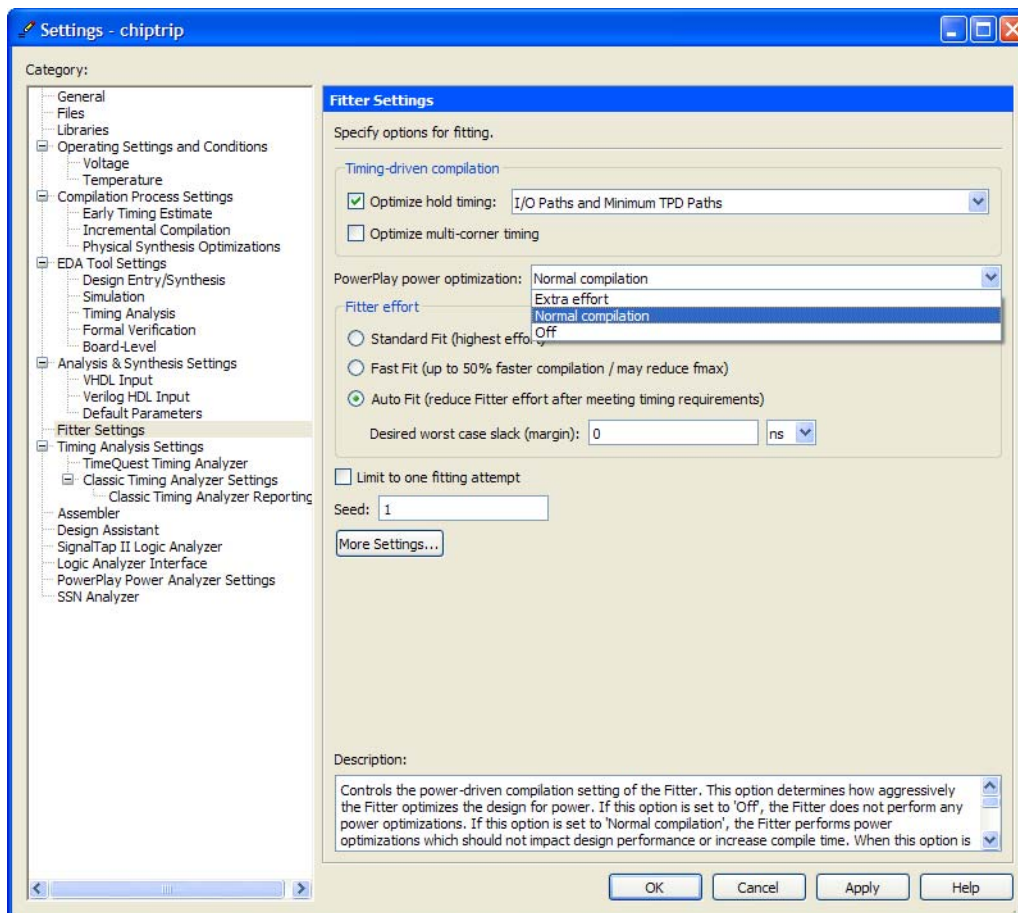 Settings - chiptrip
Category:
General
Files
Libraries
Operating Settings and Conditions
Voltage
Temperature
Compilation Process Settings
Early Timing Estimate
Incremental Compilation
Physical Synthesis Optimizations
EDA Tool Settings
Design Entry/Synthesis
Simulation
Timing Analysis
Formal Verification
Board-Level
Analysis & Synthesis Settings
VHDL Input
Verilog HDL Input
Default Parameters
Fitter Settings
Timing Analysis Settings
TimeQuest Timing Analyzer
Classic Timing Analyzer Settings
Classic Timing Analyzer Reporting
Assembler
Design Assistant
SignalTap II Logic Analyzer
Logic Analyzer Interface
PowerPlay Power Analyzer Settings
SSN Analyzer
Fitter Settings
Specify options for fitting.
Timing-driven compilation
Optimize hold timing: I/O Paths and Minimum TPD Paths
Optimize multi-corner timing
PowerPlay power optimization: Normal compilation
Extra effort
Normal compilation
Off
Fitter effort
Standard Fit (highest effort)
Fast Fit (up to 50% faster compilation / may reduce fmax)
Auto Fit (reduce Fitter effort after meeting timing requirements)
Desired worst case slack (margin): 0 ns
Limit to one fitting attempt
Seed: 1
More Settings...
Description:
Controls the power-driven compilation setting of the Fitter. This option determines how aggressively
the Fitter optimizes the design for power. If this option is set to 'Off', the Fitter does not perform any
power optimizations. If this option is set to 'Normal compilation', the Fitter performs power
optimizations which should not impact design performance or increase compile time. When this option is
OK Cancel Apply Help